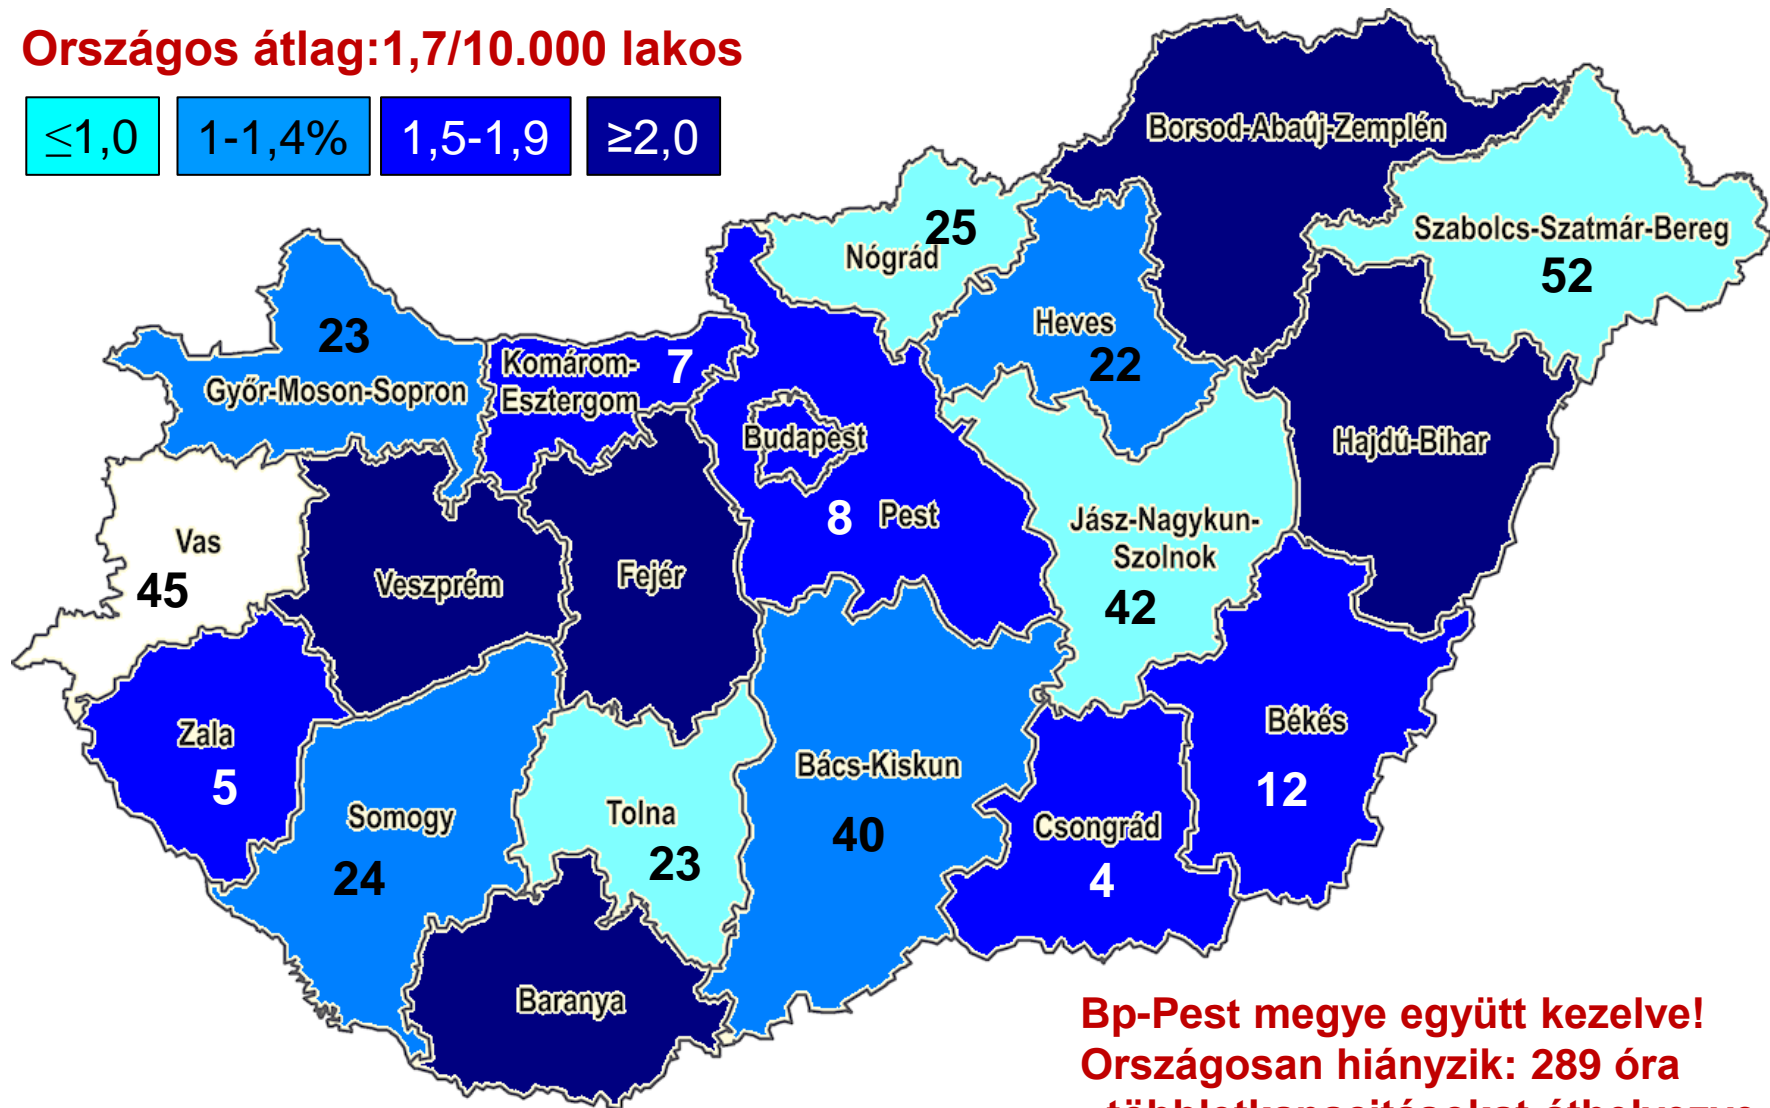 Országos átlag:1,7/10.000 lakos
≤1,0 1-1,4% 1,5-1,9 ≥2,0
Borsod-Abaúj-Zemplén
Szabolcs-Szatmár-Bereg
52
Nógrád 25
Heves
22
23
Győr-Moson-Sopron
Komárom-
Esztergom 7
Budapest
8 Pest
Hajdú-Bihar
Jász-Nagykun-
Szolnok
42
Vas
45
Veszprém
Fejér
Zala
5
Somogy
24
Tolna
23
Bács-Kiskun
40
Csongrád
4
Békés
12
Baranya
Bp-Pest megye együtt kezelve!
Országosan hiányzik: 289 óra
többletkapacitásokat áthelyezve